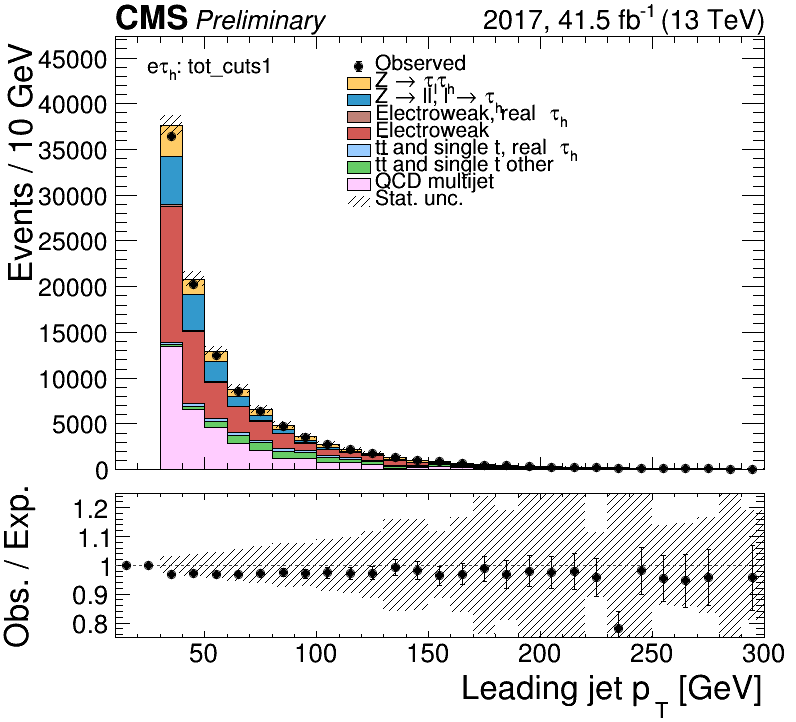 CMS Preliminary 2017, 41.5 fb⁻¹ (13 TeV)
eτh: tot_cuts1
Observed
Z → τlτh
Z → ll, l → τh
Electroweak, real τh
Electroweak
tt̄ and single t, real τh
tt̄ and single t other
QCD multijet
Stat. unc.
Events / 10 GeV
45000
40000
35000
30000
25000
20000
15000
10000
5000
0
Obs. / Exp.
1.2
1.1
1
0.9
0.8
50 100 150 200 250 300
Leading jet pT [GeV]